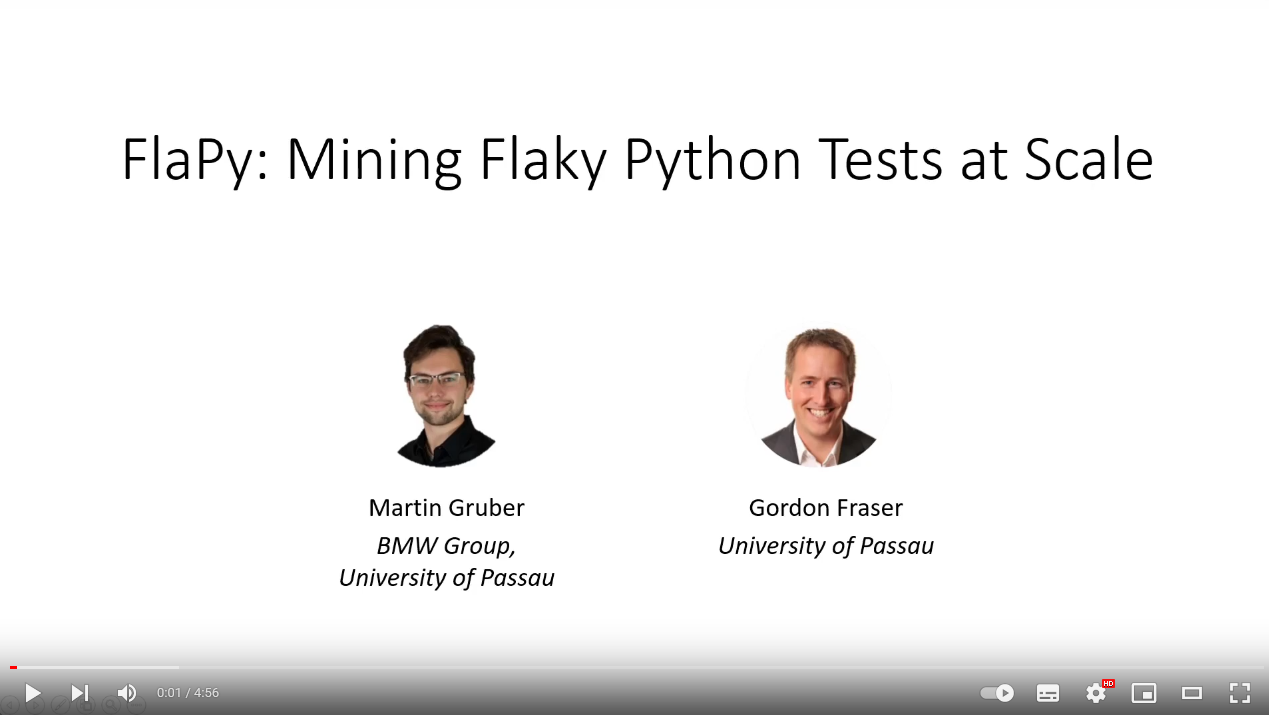 FlaPy: Mining Flaky Python Tests at Scale
Martin Gruber
BMW Group,
University of Passau
Gordon Fraser
University of Passau
0:01 / 4:56
HD